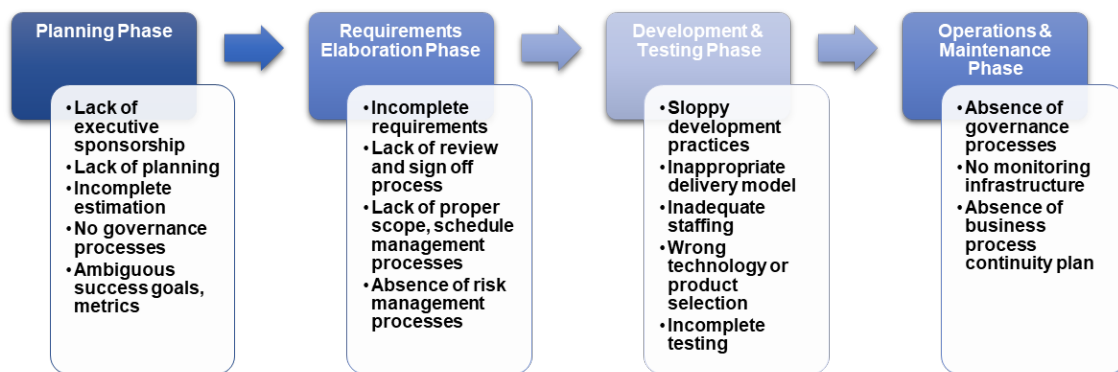 Planning Phase
• Lack of
executive
sponsorship
• Lack of planning
• Incomplete
estimation
• No governance
processes
• Ambiguous
success goals,
metrics
Requirements
Elaboration Phase
• Incomplete
requirements
• Lack of review
and sign off
process
• Lack of proper
scope, schedule
management
processes
• Absence of risk
management
processes
Development &
Testing Phase
• Sloppy
development
practices
• Inappropriate
delivery model
• Inadequate
staffing
• Wrong
technology or
product
selection
• Incomplete
testing
Operations &
Maintenance
Phase
• Absence of
governance
processes
• No monitoring
infrastructure
• Absence of
business
process
continuity plan